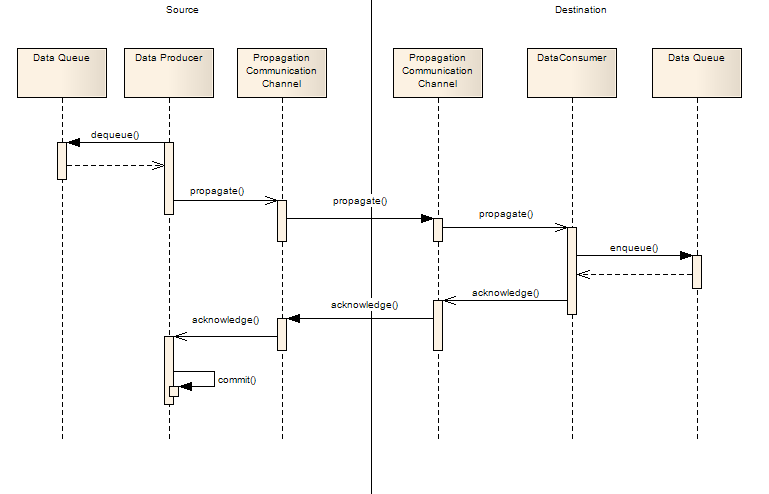 Source
Destination
Data Queue
Data Producer
Propagation
Communication
Channel
Propagation
Communication
Channel
DataConsumer
Data Queue
dequeue()
propagate()
propagate()
propagate()
enqueue()
acknowledge()
acknowledge()
acknowledge()
commit()